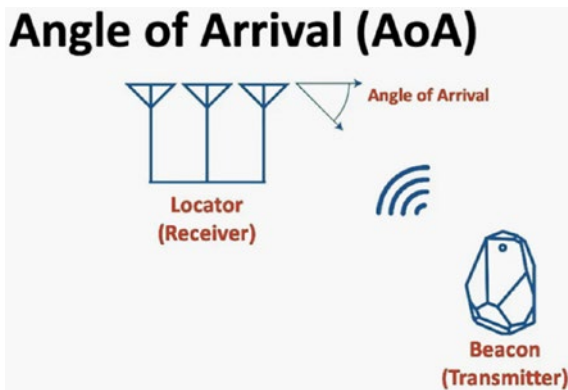 Angle of Arrival (AoA)
Angle of Arrival
Locator
(Receiver)
Beacon
(Transmitter)